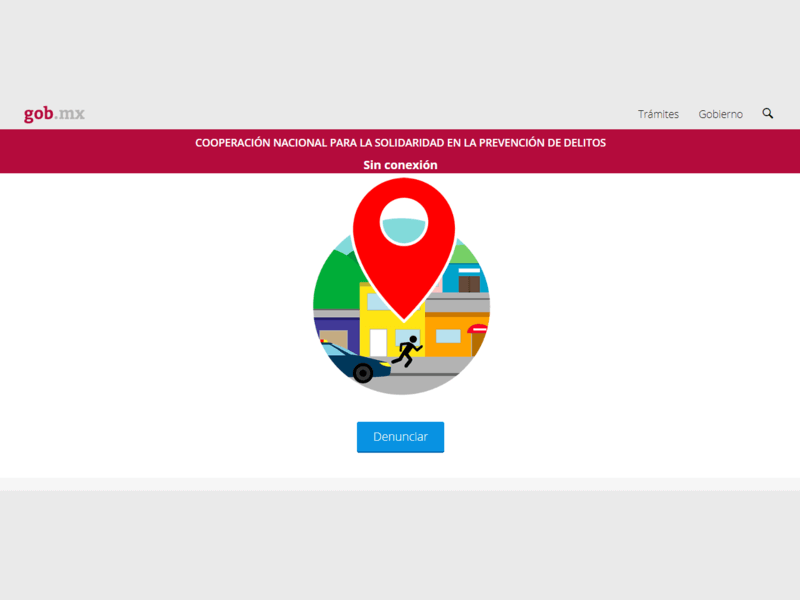 gob.mx
Trámites
Gobierno
COOPERACIÓN NACIONAL PARA LA SOLIDARIDAD EN LA PREVENCIÓN DE DELITOS
Sin conexión
Denunciar